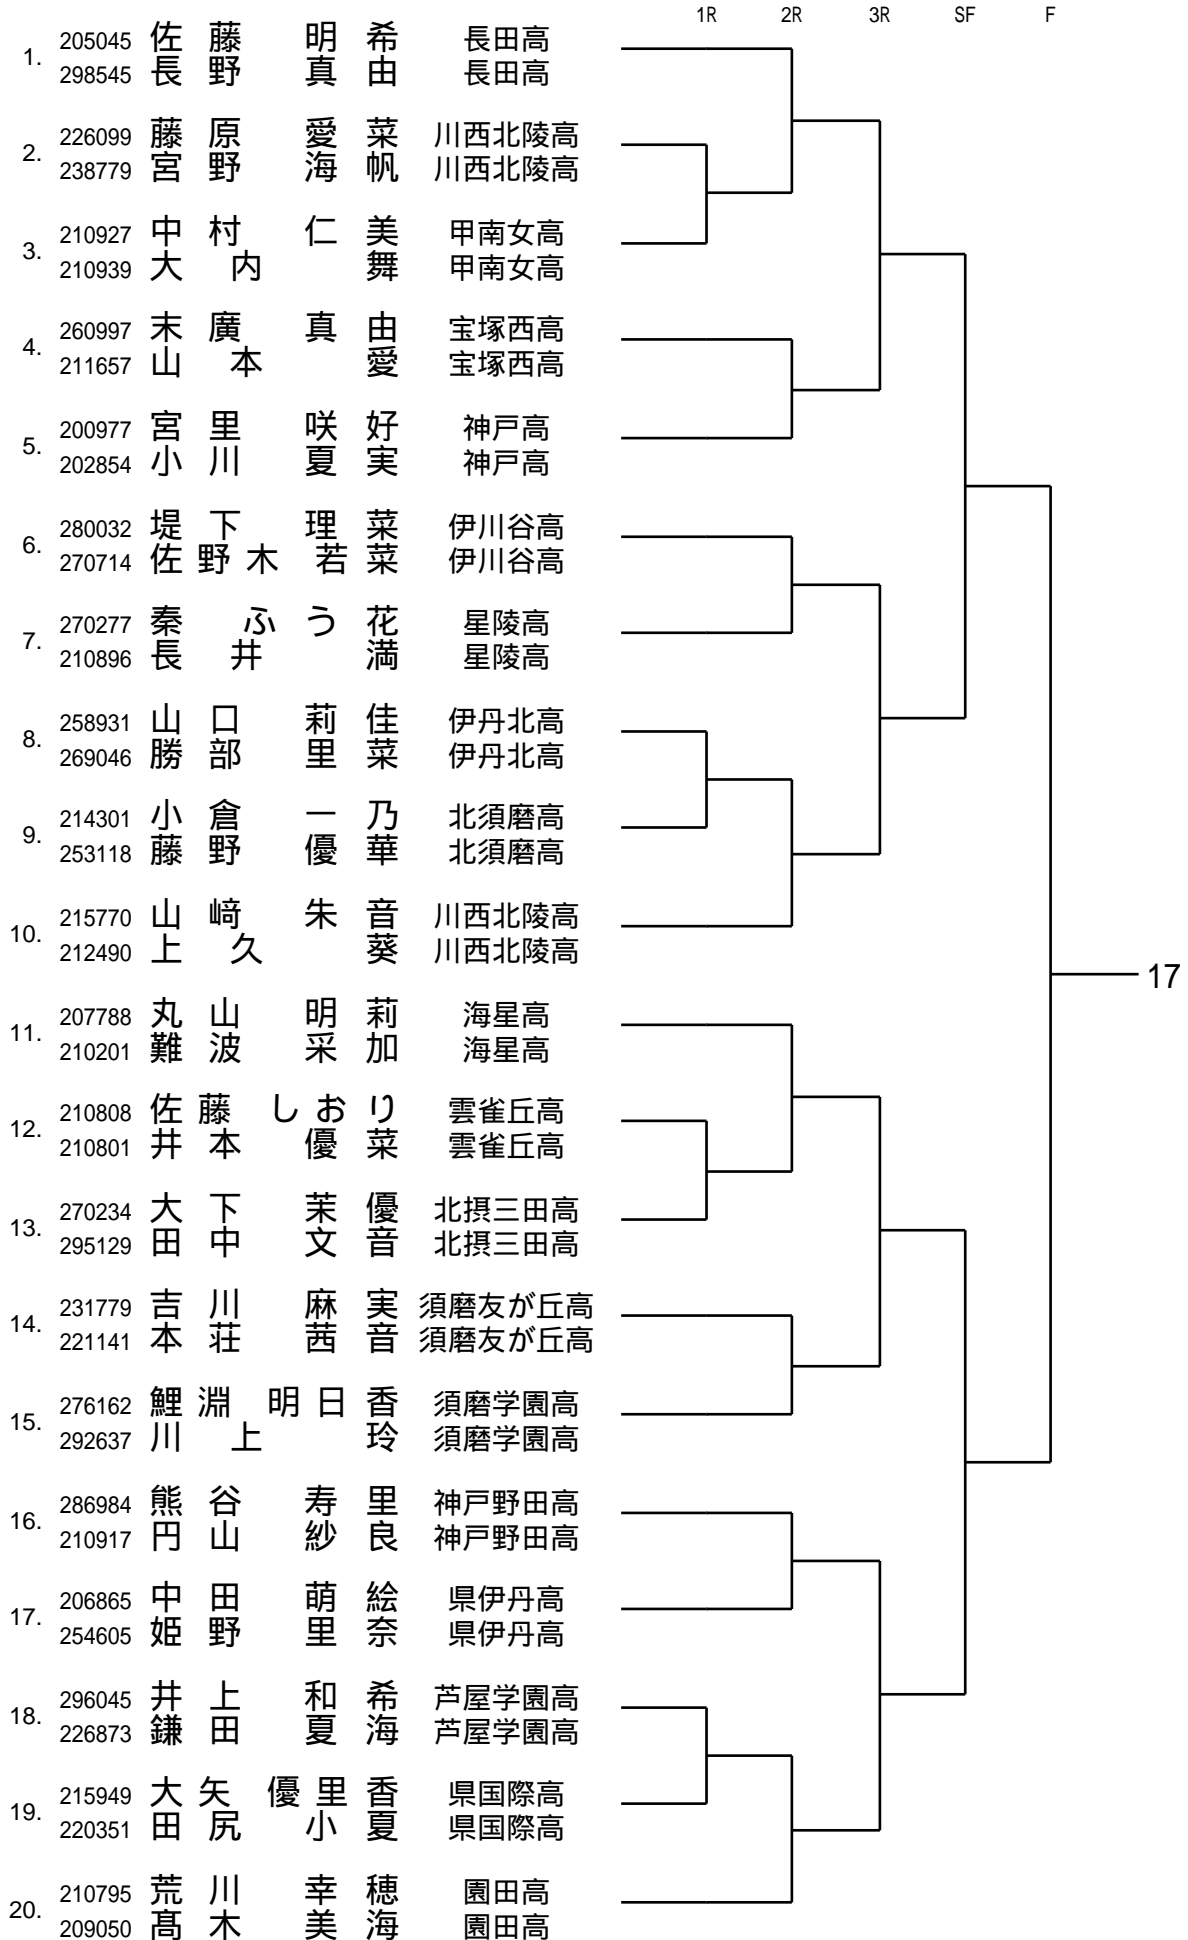 1R 2R 3R SF F
1. 205045 佐藤 明希 長田高
298545 長野 真由 長田高
2. 226099 藤原 愛菜 川西北陵高
238779 宮野 海帆 川西北陵高
3. 210927 中村 仁美 甲南女高
210939 大内 舞 甲南女高
4. 260997 末廣 真由 宝塚西高
211657 山本 愛 宝塚西高
5. 200977 宮里 咲好 神戸高
202854 小川 夏実 神戸高
6. 280032 堤下 理菜 伊川谷高
270714 佐野木 若菜 伊川谷高
7. 270277 秦 ふう花 星陵高
210896 長井 満 星陵高
8. 258931 山口 莉佳 伊丹北高
269046 勝部 里菜 伊丹北高
9. 214301 小倉 一乃 北須磨高
253118 藤野 優華 北須磨高
10. 215770 山﨑 朱音 川西北陵高
212490 上久 葵 川西北陵高
17
11. 207788 丸山 明莉 海星高
210201 難波 采加 海星高
12. 210808 佐藤 しおり 雲雀丘高
210801 井本 優菜 雲雀丘高
13. 270234 大下 茉優 北摂三田高
295129 田中 文音 北摂三田高
14. 231779 吉川 麻実 須磨友が丘高
221141 本荘 茜音 須磨友が丘高
15. 276162 鯉淵 明日香 須磨学園高
292637 川上 玲 須磨学園高
16. 286984 熊谷 寿里 神戸野田高
210917 円山 紗良 神戸野田高
17. 206865 中田 萌絵 県伊丹高
254605 姫野 里奈 県伊丹高
18. 296045 井上 和希 芦屋学園高
226873 鎌田 夏海 芦屋学園高
19. 215949 大矢 優里香 県国際高
220351 田尻 小夏 県国際高
20. 210795 荒川 幸穂 園田高
209050 髙木 美海 園田高